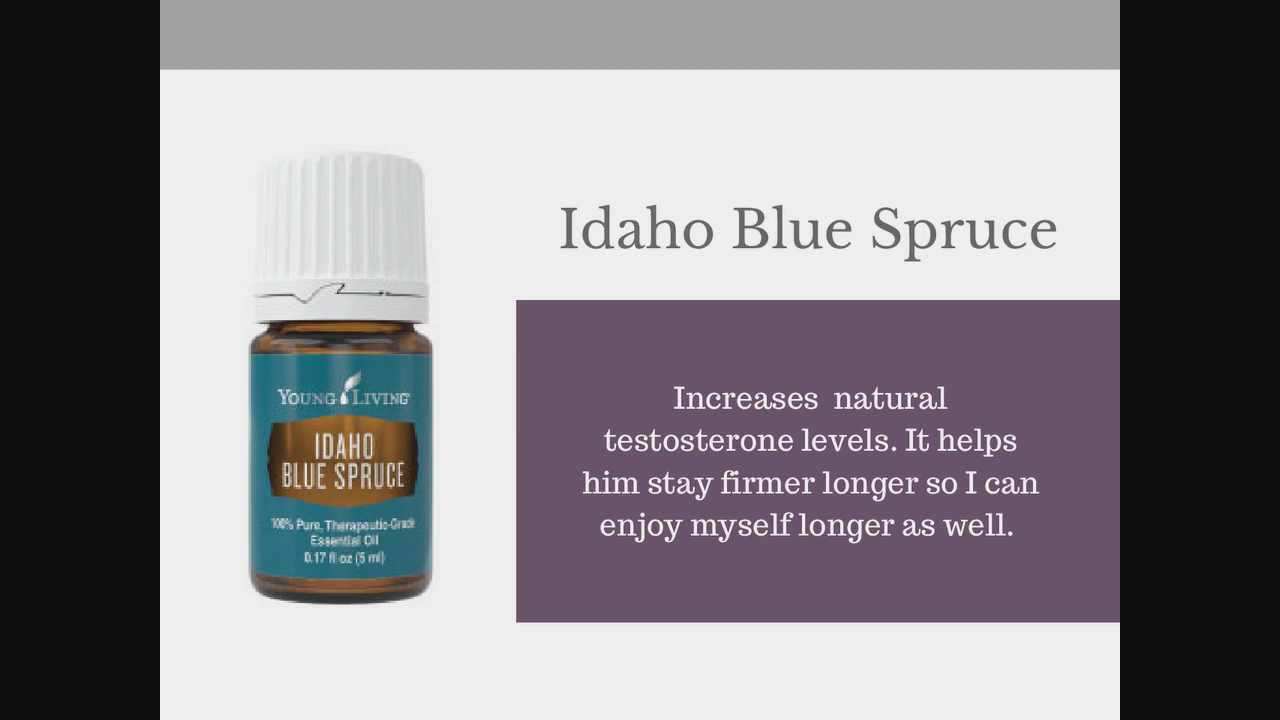 Idaho Blue Spruce
Increases natural
testosterone levels. It helps
him stay firmer longer so I can
enjoy myself longer as well.
YOUNG LIVING
IDAHO
BLUE SPRUCE
100% Pure, Therapeutic-Grade
Essential Oil
0.17 fl oz (5 ml)